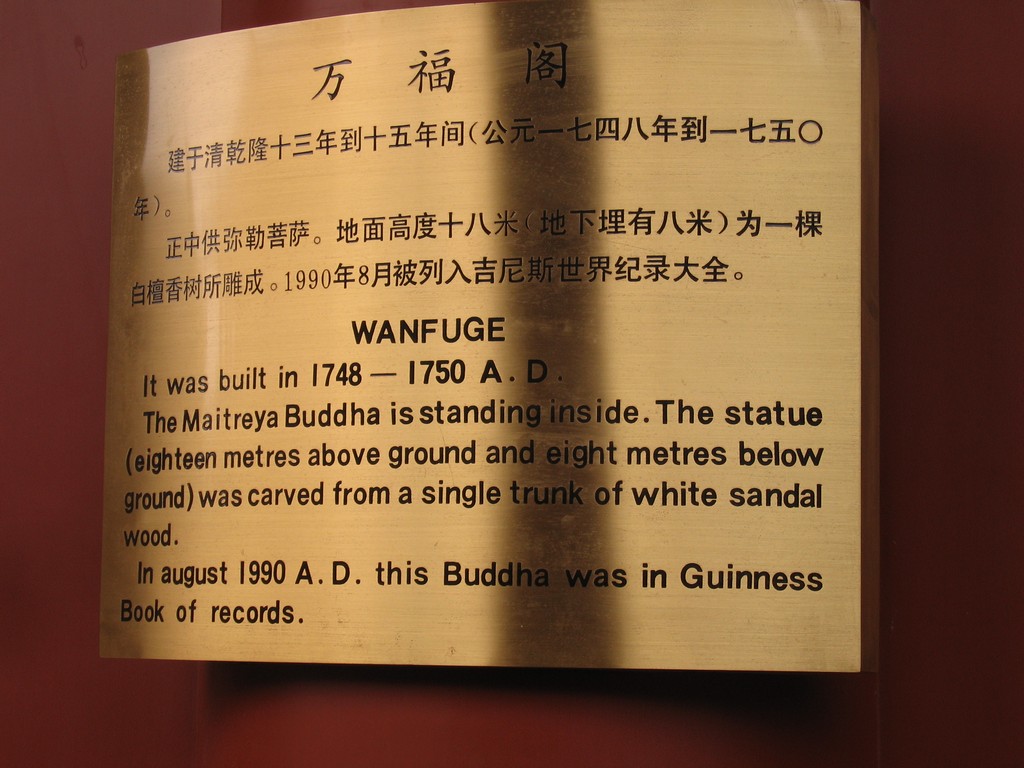 万福阁
建于清乾隆十三年到十五年间(公元一七四八年到一七五〇
年)。
正中供弥勒菩萨。地面高度十八米(地下埋有八米)为一棵
白檀香树所雕成。1990年8月被列入吉尼斯世界纪录大全。
WANFUGE
It was built in 1748 — 1750 A.D.
The Maitreya Buddha is standing inside. The statue
(eighteen metres above ground and eight metres below
ground) was carved from a single trunk of white sandal
wood.
In august 1990 A.D. this Buddha was in Guinness
Book of records.